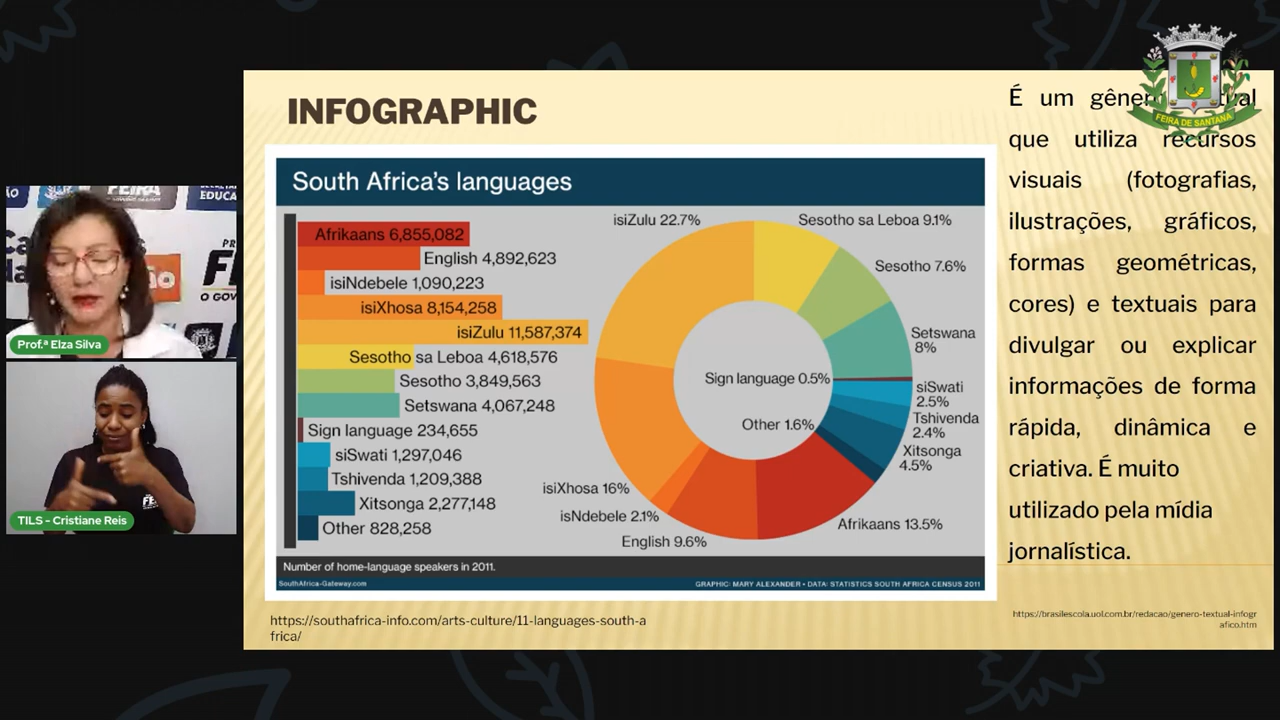 INFOGRAPHIC
South Africa's languages
Afrikaans 6,855,082
English 4,892,623
isiNdebele 1,090,223
isiXhosa 8,154,258
isiZulu 11,587,374
Sesotho sa Leboa 4,618,576
Sesotho 3,849,563
Setswana 4,067,248
Sign language 234,655
siSwati 1,297,046
Tshivenda 1,209,388
Xitsonga 2,277,148
Other 828,258
isiZulu 22.7%
Sesotho sa Leboa 9.1%
Sesotho 7.6%
Setswana
8%
Sign language 0.5%
siSwati
2.5%
Tshivenda
2.4%
Other 1.6%
Xitsonga
4.5%
isiXhosa 16%
isNdebele 2.1%
English 9.6%
Afrikaans 13.5%
Number of home-language speakers in 2011.
SouthAfrica-Gateway.com
GRAPHIC: MARY ALEXANDER • DATA: STATISTICS SOUTH AFRICA CENSUS 2011
https://southafrica-info.com/arts-culture/11-languages-south-a
frica/
É um
que utiliza recursos
visuais (fotografias,
ilustrações, gráficos,
formas geométricas,
cores) e textuais para
divulgar ou explicar
informações de forma
rápida, dinâmica e
criativa. É muito
utilizado pela mídia
jornalística.
https://brasilescola.uol.com.br/redacao/genero-textual-infogr
afico.htm
FEIRA DE SANTANA
FEIRA
EDUCA
O GOV
Prof.ª Elza Silva
TILS - Cristiane Reis